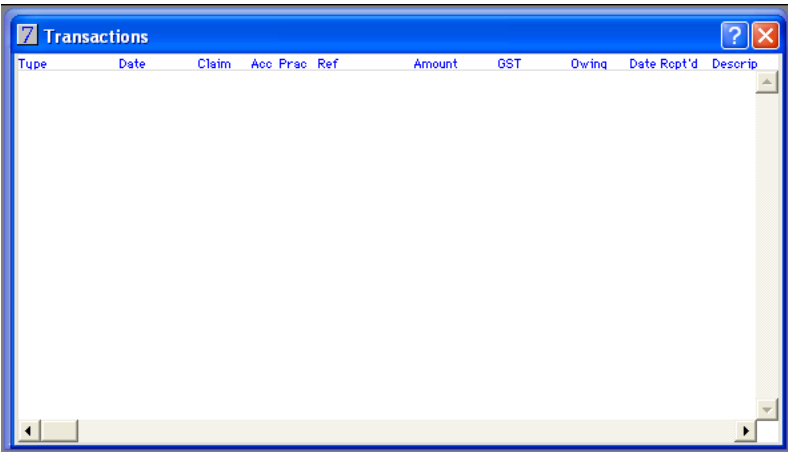 7 Transactions ?
Type Date Claim Acc Prac Ref Amount GST Owing Date Rcpt'd Descrip